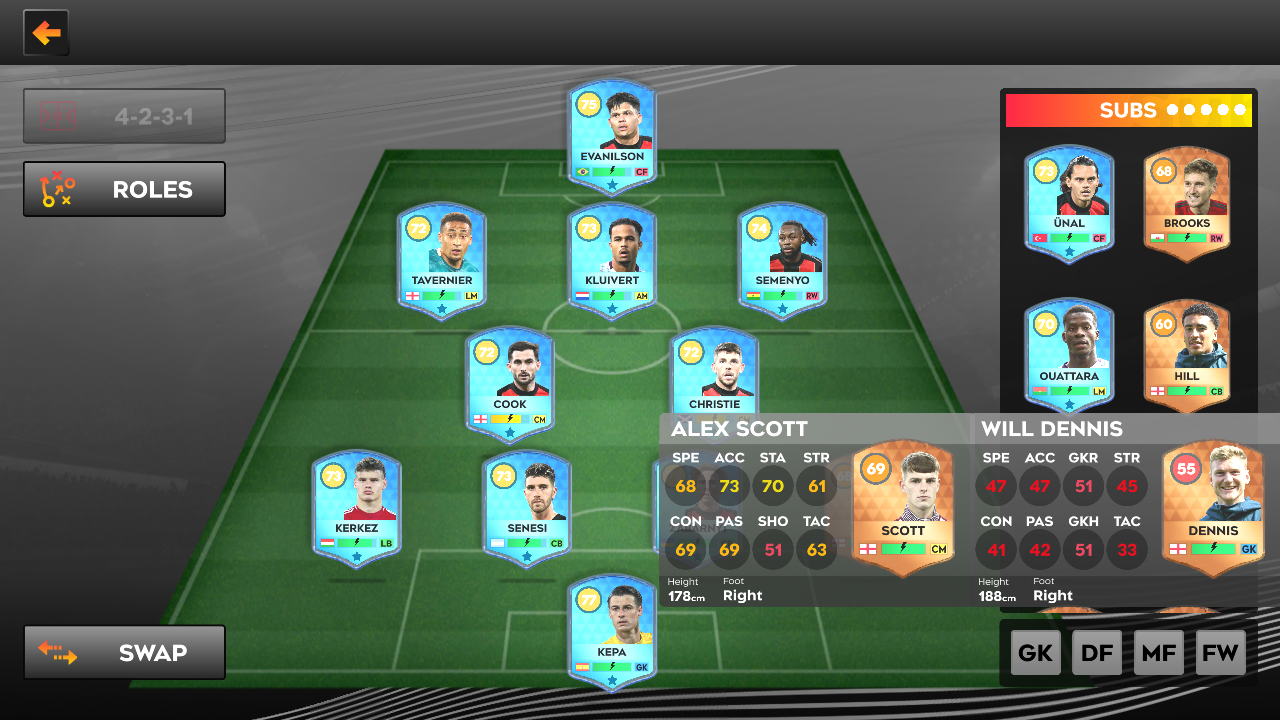 4-2-3-1
ROLES
SWAP
75
EVANILSON
CF
72
TAVERNIER
LM
73
KLUIVERT
AM
74
SEMENYO
RW
72
COOK
CM
72
CHRISTIE
73
KERKEZ
LB
73
SENESI
CB
77
KEPA
GK
SUBS
73
ÜNAL
CF
68
BROOKS
RW
70
OUATTARA
LM
60
HILL
CB
ALEX SCOTT
SPE ACC STA STR
68 73 70 61
CON PAS SHO TAC
69 69 51 63
Height Foot
178cm Right
69
SCOTT
CM
WILL DENNIS
SPE ACC GKR STR
47 47 51 45
CON PAS GKH TAC
41 42 51 33
Height Foot
188cm Right
55
DENNIS
GK
GK DF MF FW